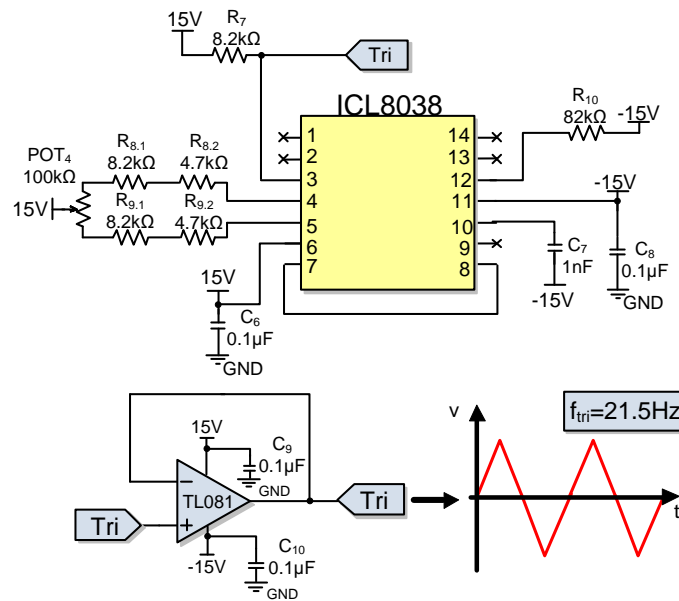 15V
R7
8.2kΩ
Tri
ICL8038
R10
82kΩ
-15V
POT4
100kΩ
15V
R8.1
8.2kΩ
R8.2
4.7kΩ
R9.1
8.2kΩ
R9.2
4.7kΩ
1
2
3
4
5
6
7
14
13
12
11
10
9
8
-15V
C7
1nF
-15V
C8
0.1µF
GND
15V
C6
0.1µF
GND
15V
C9
0.1µF
GND
TL081
−
+
Tri
Tri
-15V
C10
0.1µF
GND
v
ftri=21.5Hz
t